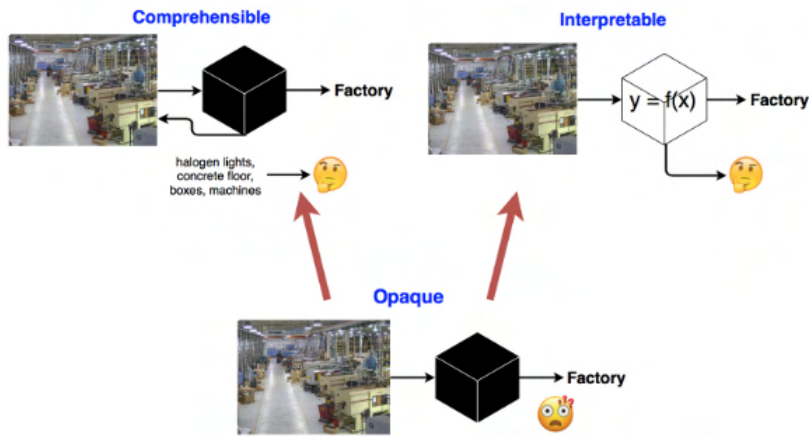 Comprehensible
Interpretable
Factory
y = f(x)
Factory
halogen lights,
concrete floor,
boxes, machines
Opaque
Factory